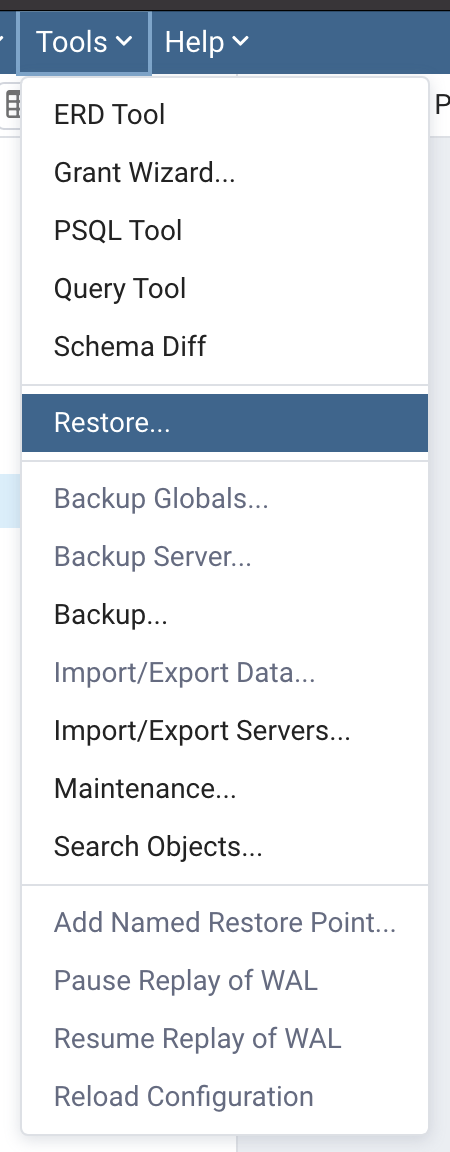 Tools Help
P
ERD Tool
Grant Wizard...
PSQL Tool
Query Tool
Schema Diff
Restore...
Backup Globals...
Backup Server...
Backup...
Import/Export Data...
Import/Export Servers...
Maintenance...
Search Objects...
Add Named Restore Point...
Pause Replay of WAL
Resume Replay of WAL
Reload Configuration